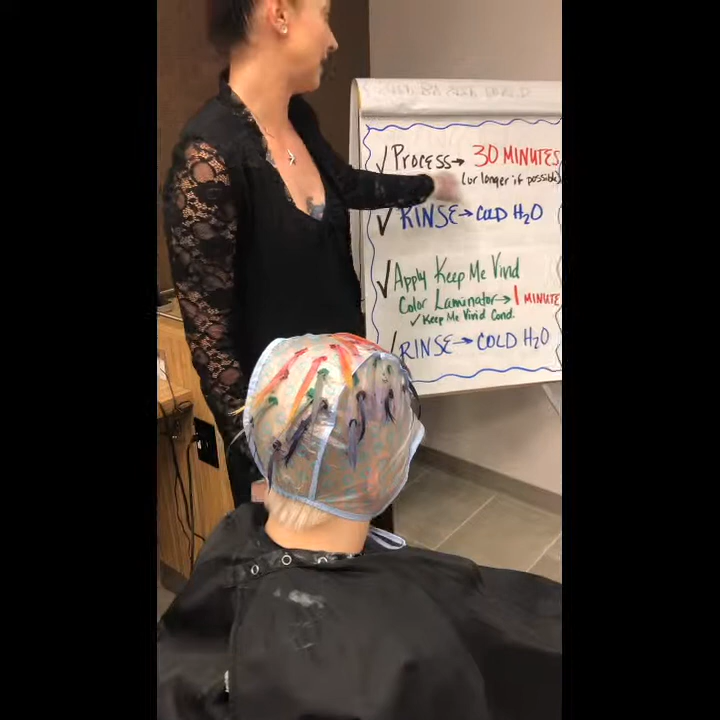 ✓ Process → 30 MINUTES
(or longer if possible)
✓ RINSE → COLD H₂O
✓ Apply Keep Me Vivid
Color Laminator → 1 MINUTE
✓ Keep Me Vivid Cond.
✓ RINSE → COLD H₂O